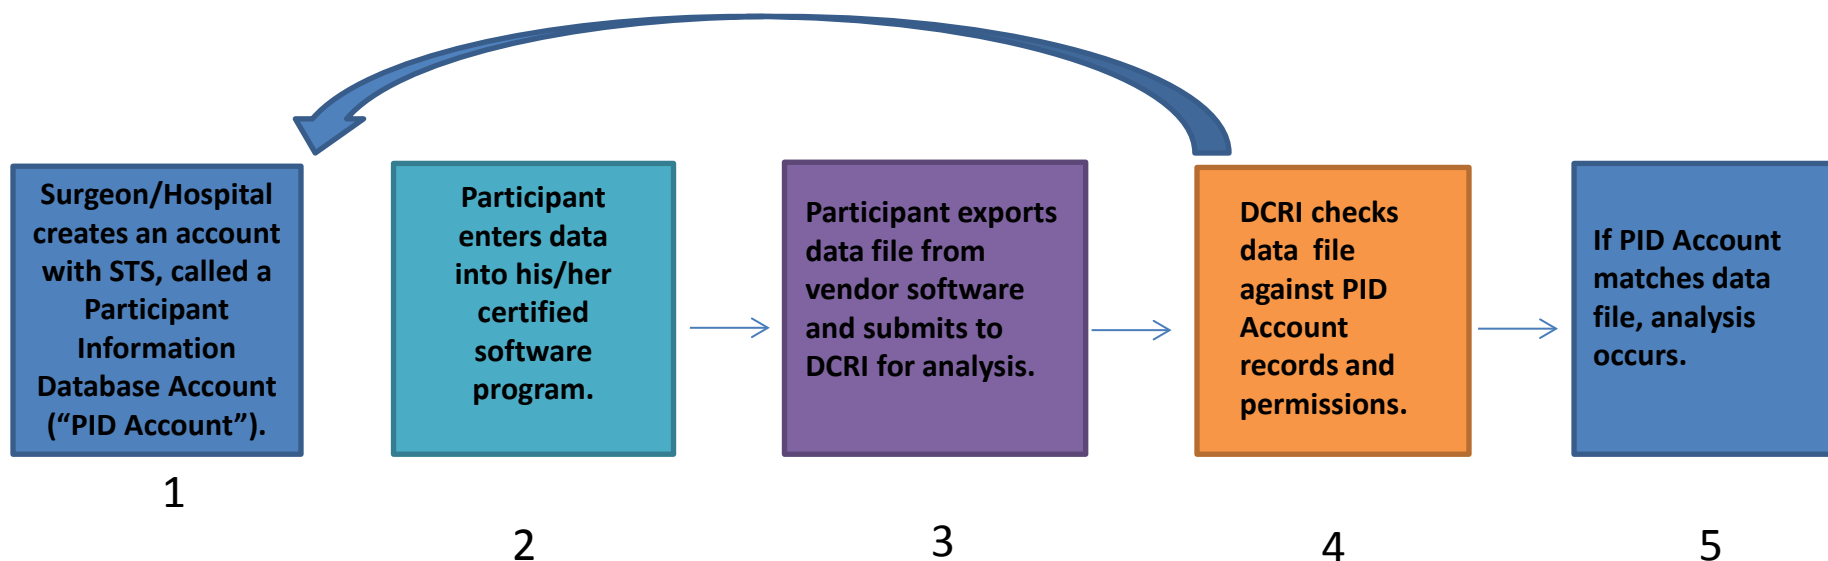 Surgeon/Hospital
creates an account
with STS, called a
Participant
Information
Database Account
(“PID Account”).
1
Participant
enters data
into his/her
certified
software
program.
2
Participant exports
data file from
vendor software
and submits to
DCRI for analysis.
3
DCRI checks
data  file
against PID
Account
records and
permissions.
4
If PID Account
matches data
file, analysis
occurs.
5